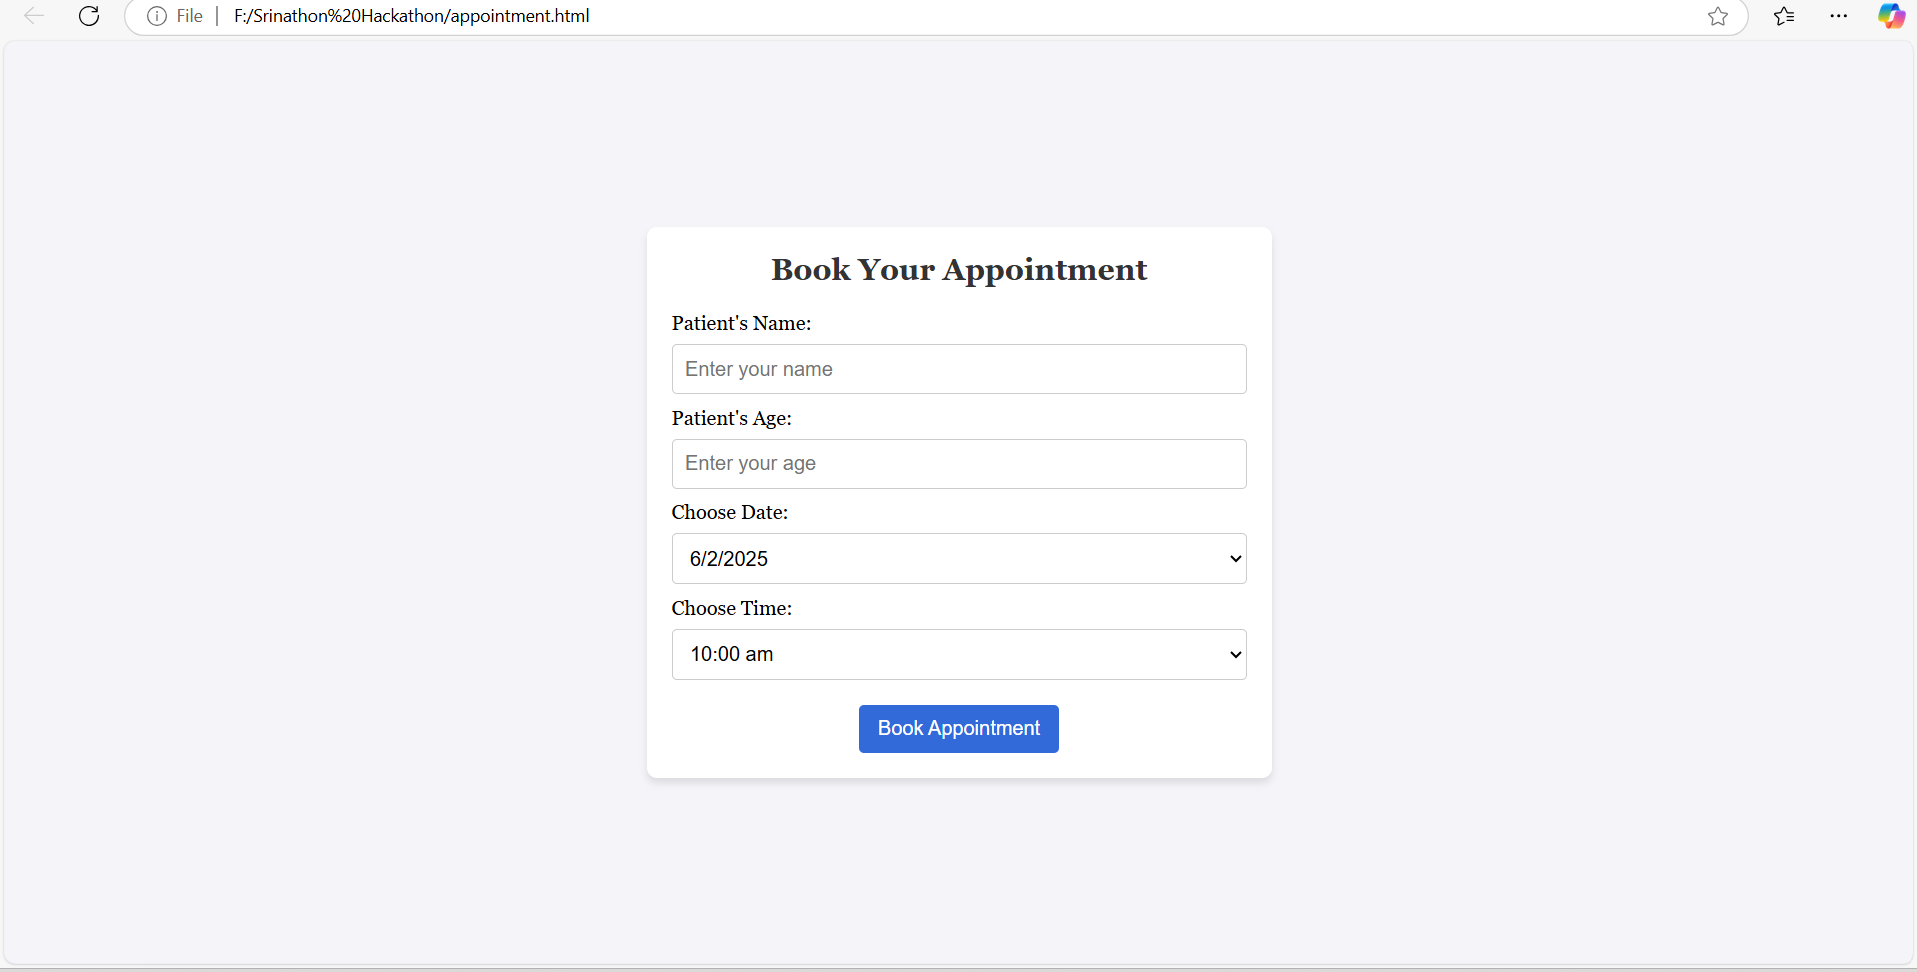 File F:/Srinathon%20Hackathon/appointment.html
Book Your Appointment
Patient's Name:
Enter your name
Patient's Age:
Enter your age
Choose Date:
6/2/2025
Choose Time:
10:00 am
Book Appointment